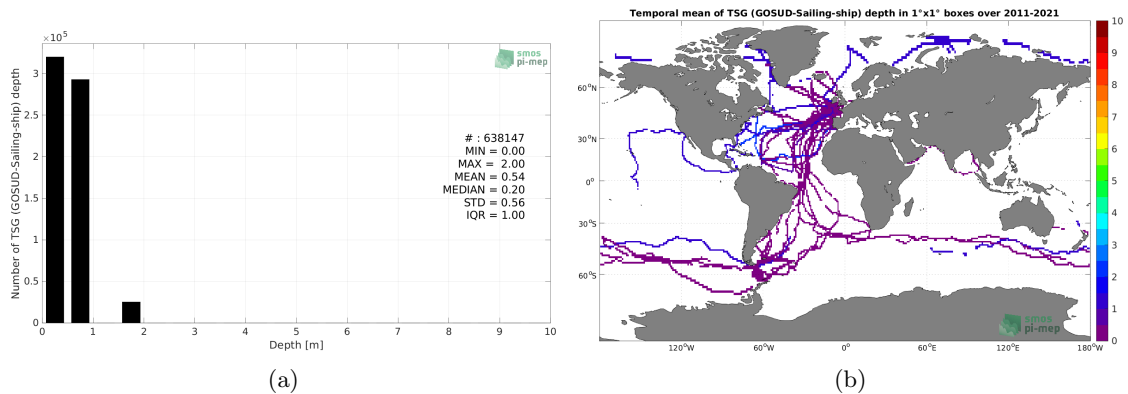 ×10⁵
3
2.5
2
1.5
1
0.5
0
Number of TSG (GOSUD-Sailing-ship) depth
smos
pi-mep
# : 638147
MIN = 0.00
MAX = 2.00
MEAN = 0.54
MEDIAN = 0.20
STD = 0.56
IQR = 1.00
0 1 2 3 4 5 6 7 8 9 10
Depth [m]
(a)
Temporal mean of TSG (GOSUD-Sailing-ship) depth in 1°x1° boxes over 2011-2021
60°N
30°N
0°
30°S
60°S
120°W 60°W 0° 60°E 120°E 180°W
smos
pi-mep
10
9
8
7
6
5
4
3
2
1
0
(b)